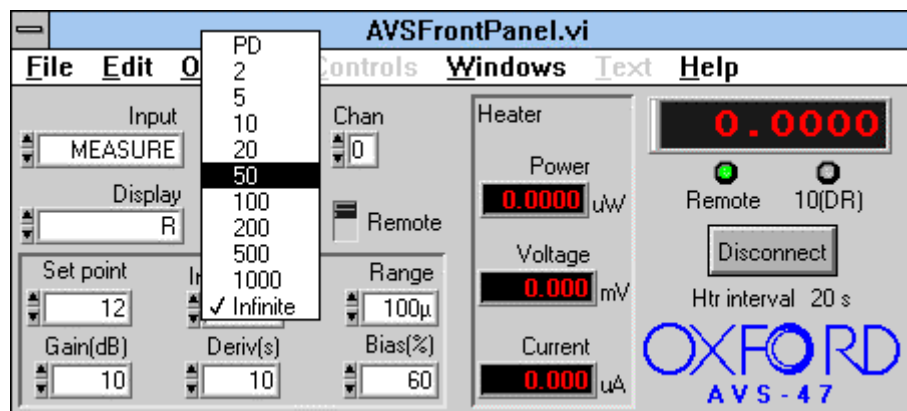 AVSFrontPanel.vi
File Edit O Controls Windows Text Help
Input
MEASURE
Display
R
PD
2
5
10
20
50
100
200
500
1000
✓ Infinite
Chan
0
Remote
Set point
12
In
Range
100µ
Gain(dB)
10
Deriv(s)
10
Bias(%)
60
Heater
Power
0.0000 uW
Voltage
0.000 mV
Current
0.000 uA
0.0000
Remote 10(DR)
Disconnect
Htr interval 20 s
OXFORD
AVS-47